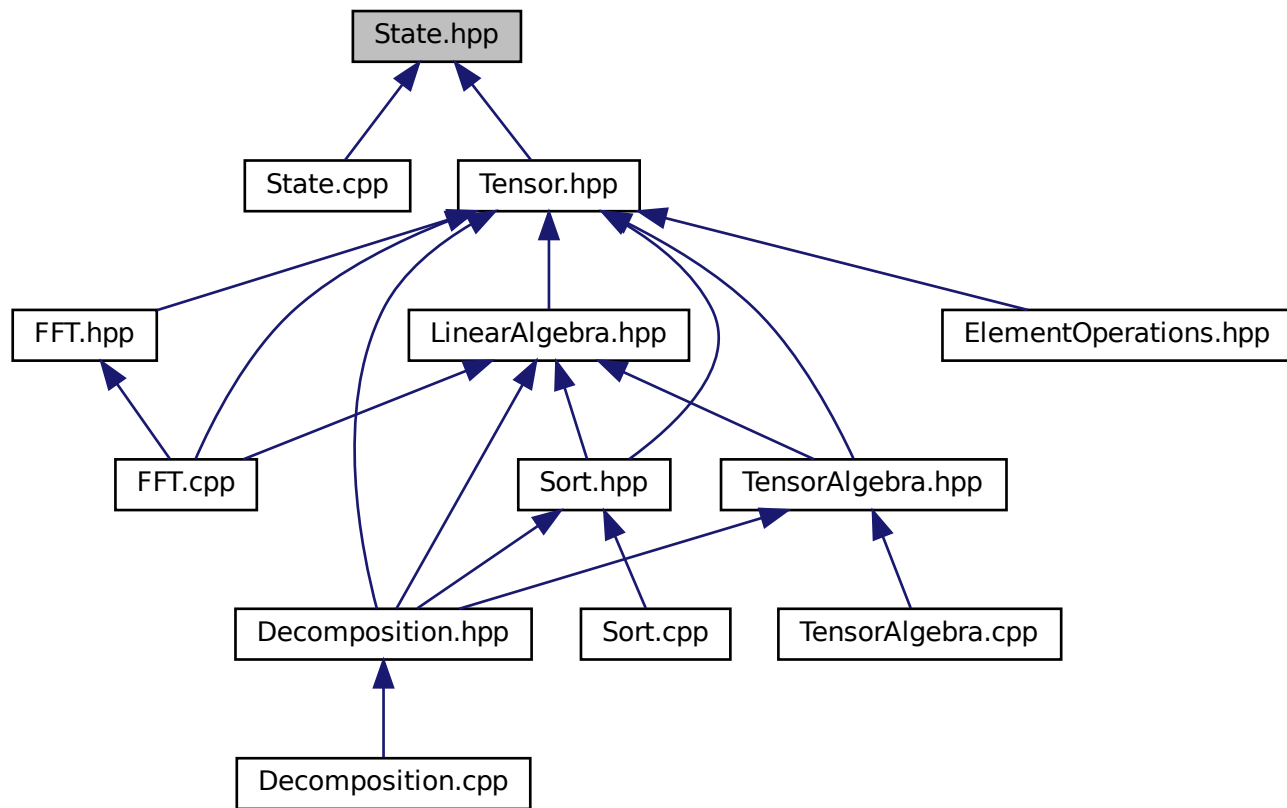 State.hpp
State.cpp
Tensor.hpp
FFT.hpp
LinearAlgebra.hpp
ElementOperations.hpp
FFT.cpp
Sort.hpp
TensorAlgebra.hpp
Decomposition.hpp
Sort.cpp
TensorAlgebra.cpp
Decomposition.cpp